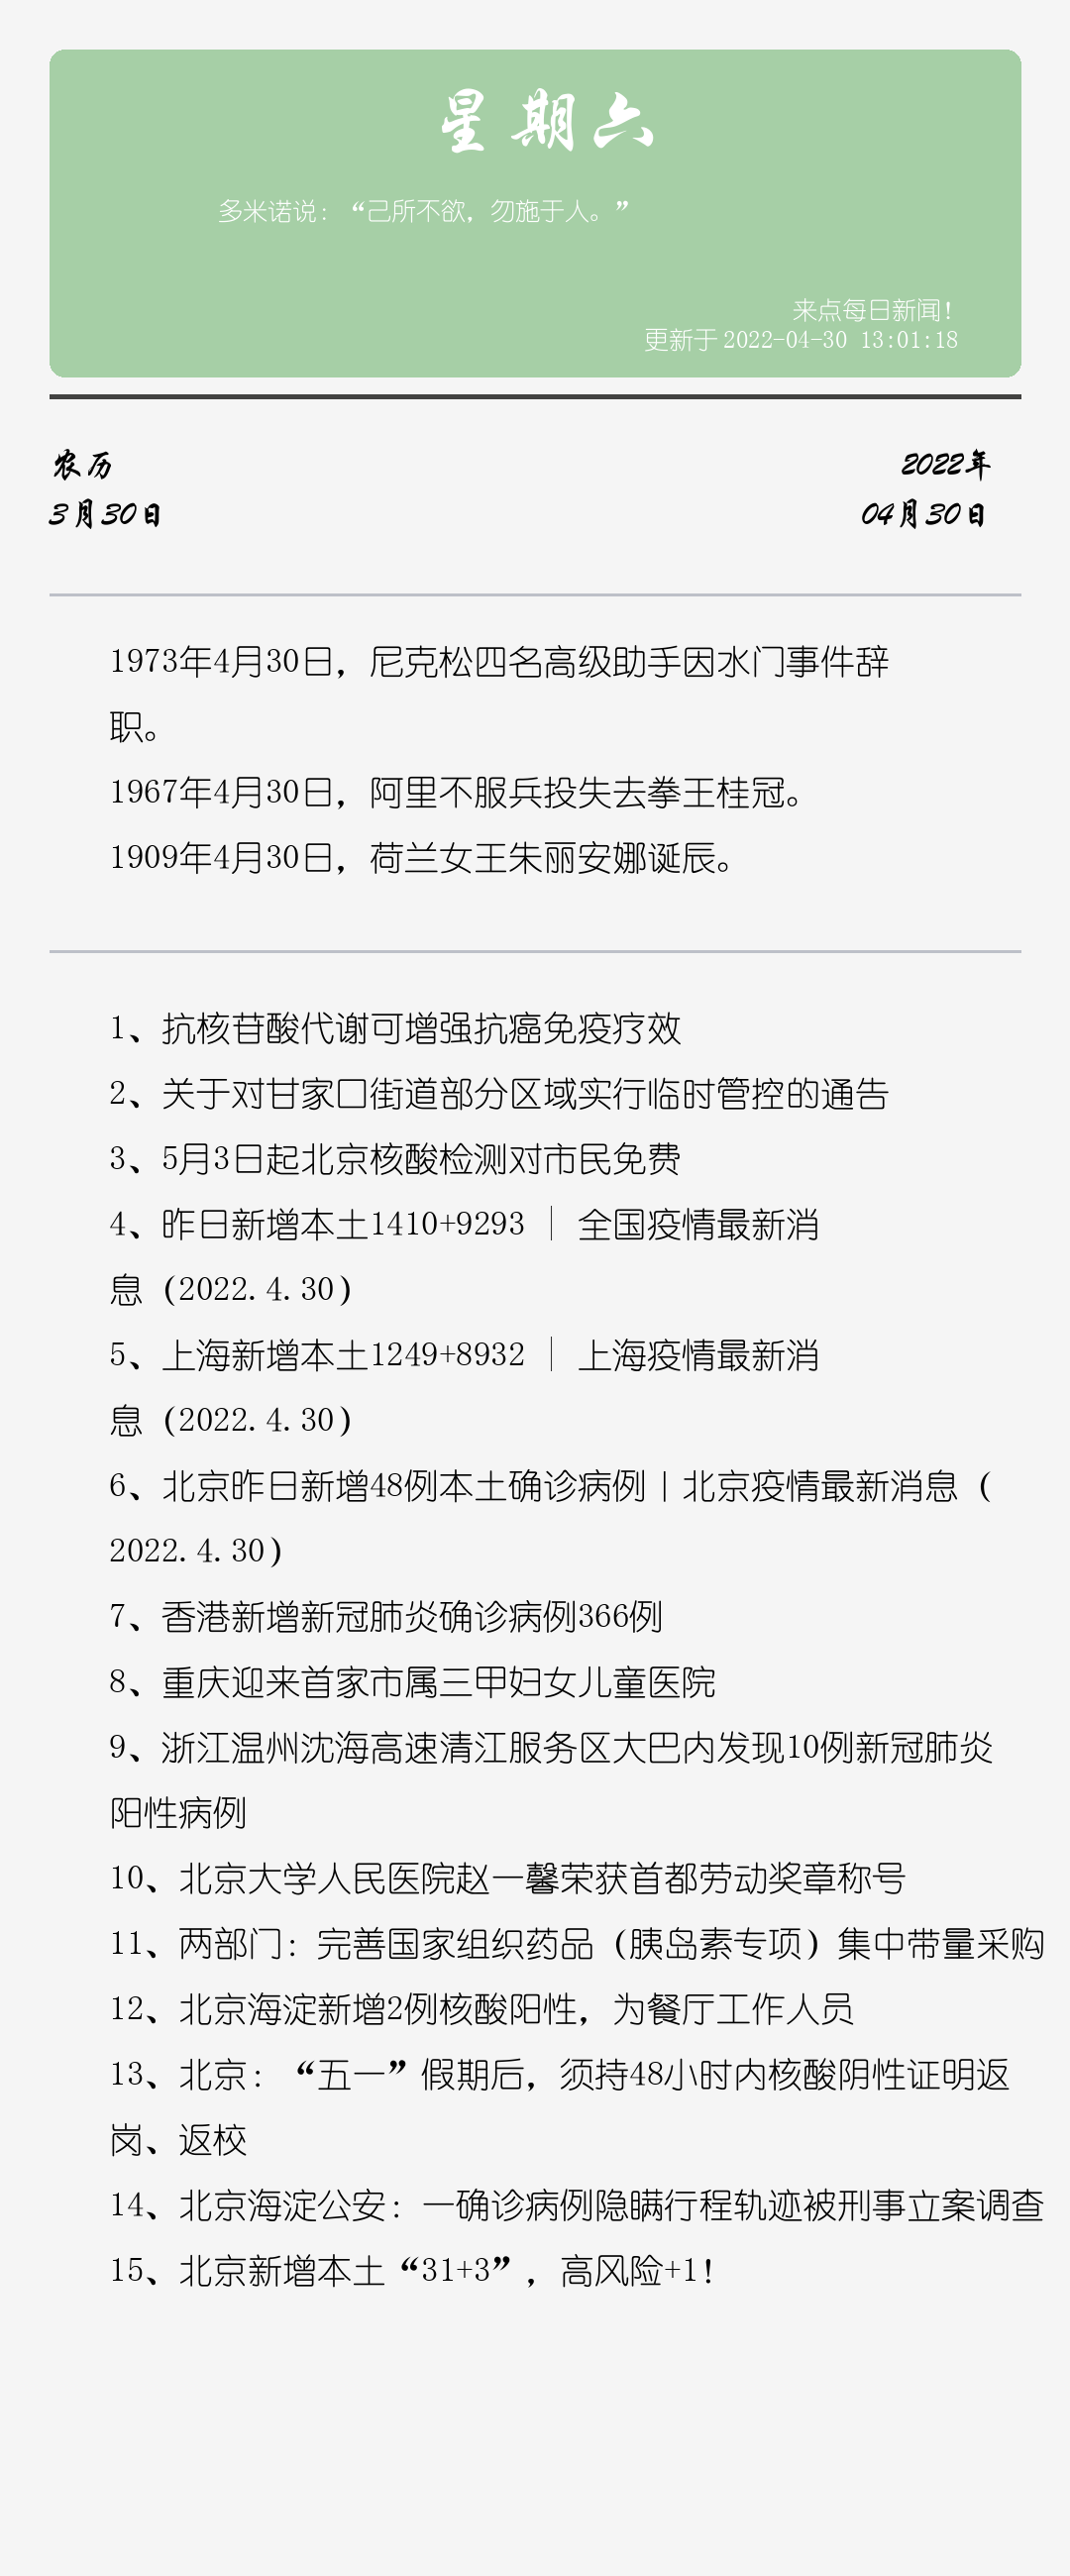 星期六
多米诺说：“己所不欲，勿施于人。”
来点每日新闻！
更新于 2022-04-30 13:01:18
农历
2022年
3月30日
04月30日
1973年4月30日，尼克松四名高级助手因水门事件辞
职。
1967年4月30日，阿里不服兵投失去拳王桂冠。
1909年4月30日，荷兰女王朱丽安娜诞辰。
1、抗核苷酸代谢可增强抗癌免疫疗效
2、关于对甘家口街道部分区域实行临时管控的通告
3、5月3日起北京核酸检测对市民免费
4、昨日新增本土1410+9293 ｜ 全国疫情最新消
息（2022.4.30）
5、上海新增本土1249+8932 ｜ 上海疫情最新消
息（2022.4.30）
6、北京昨日新增48例本土确诊病例丨北京疫情最新消息（
2022.4.30）
7、香港新增新冠肺炎确诊病例366例
8、重庆迎来首家市属三甲妇女儿童医院
9、浙江温州沈海高速清江服务区大巴内发现10例新冠肺炎
阳性病例
10、北京大学人民医院赵一馨荣获首都劳动奖章称号
11、两部门：完善国家组织药品（胰岛素专项）集中带量采购
12、北京海淀新增2例核酸阳性，为餐厅工作人员
13、北京：“五一”假期后，须持48小时内核酸阴性证明返
岗、返校
14、北京海淀公安：一确诊病例隐瞒行程轨迹被刑事立案调查
15、北京新增本土“31+3”，高风险+1！